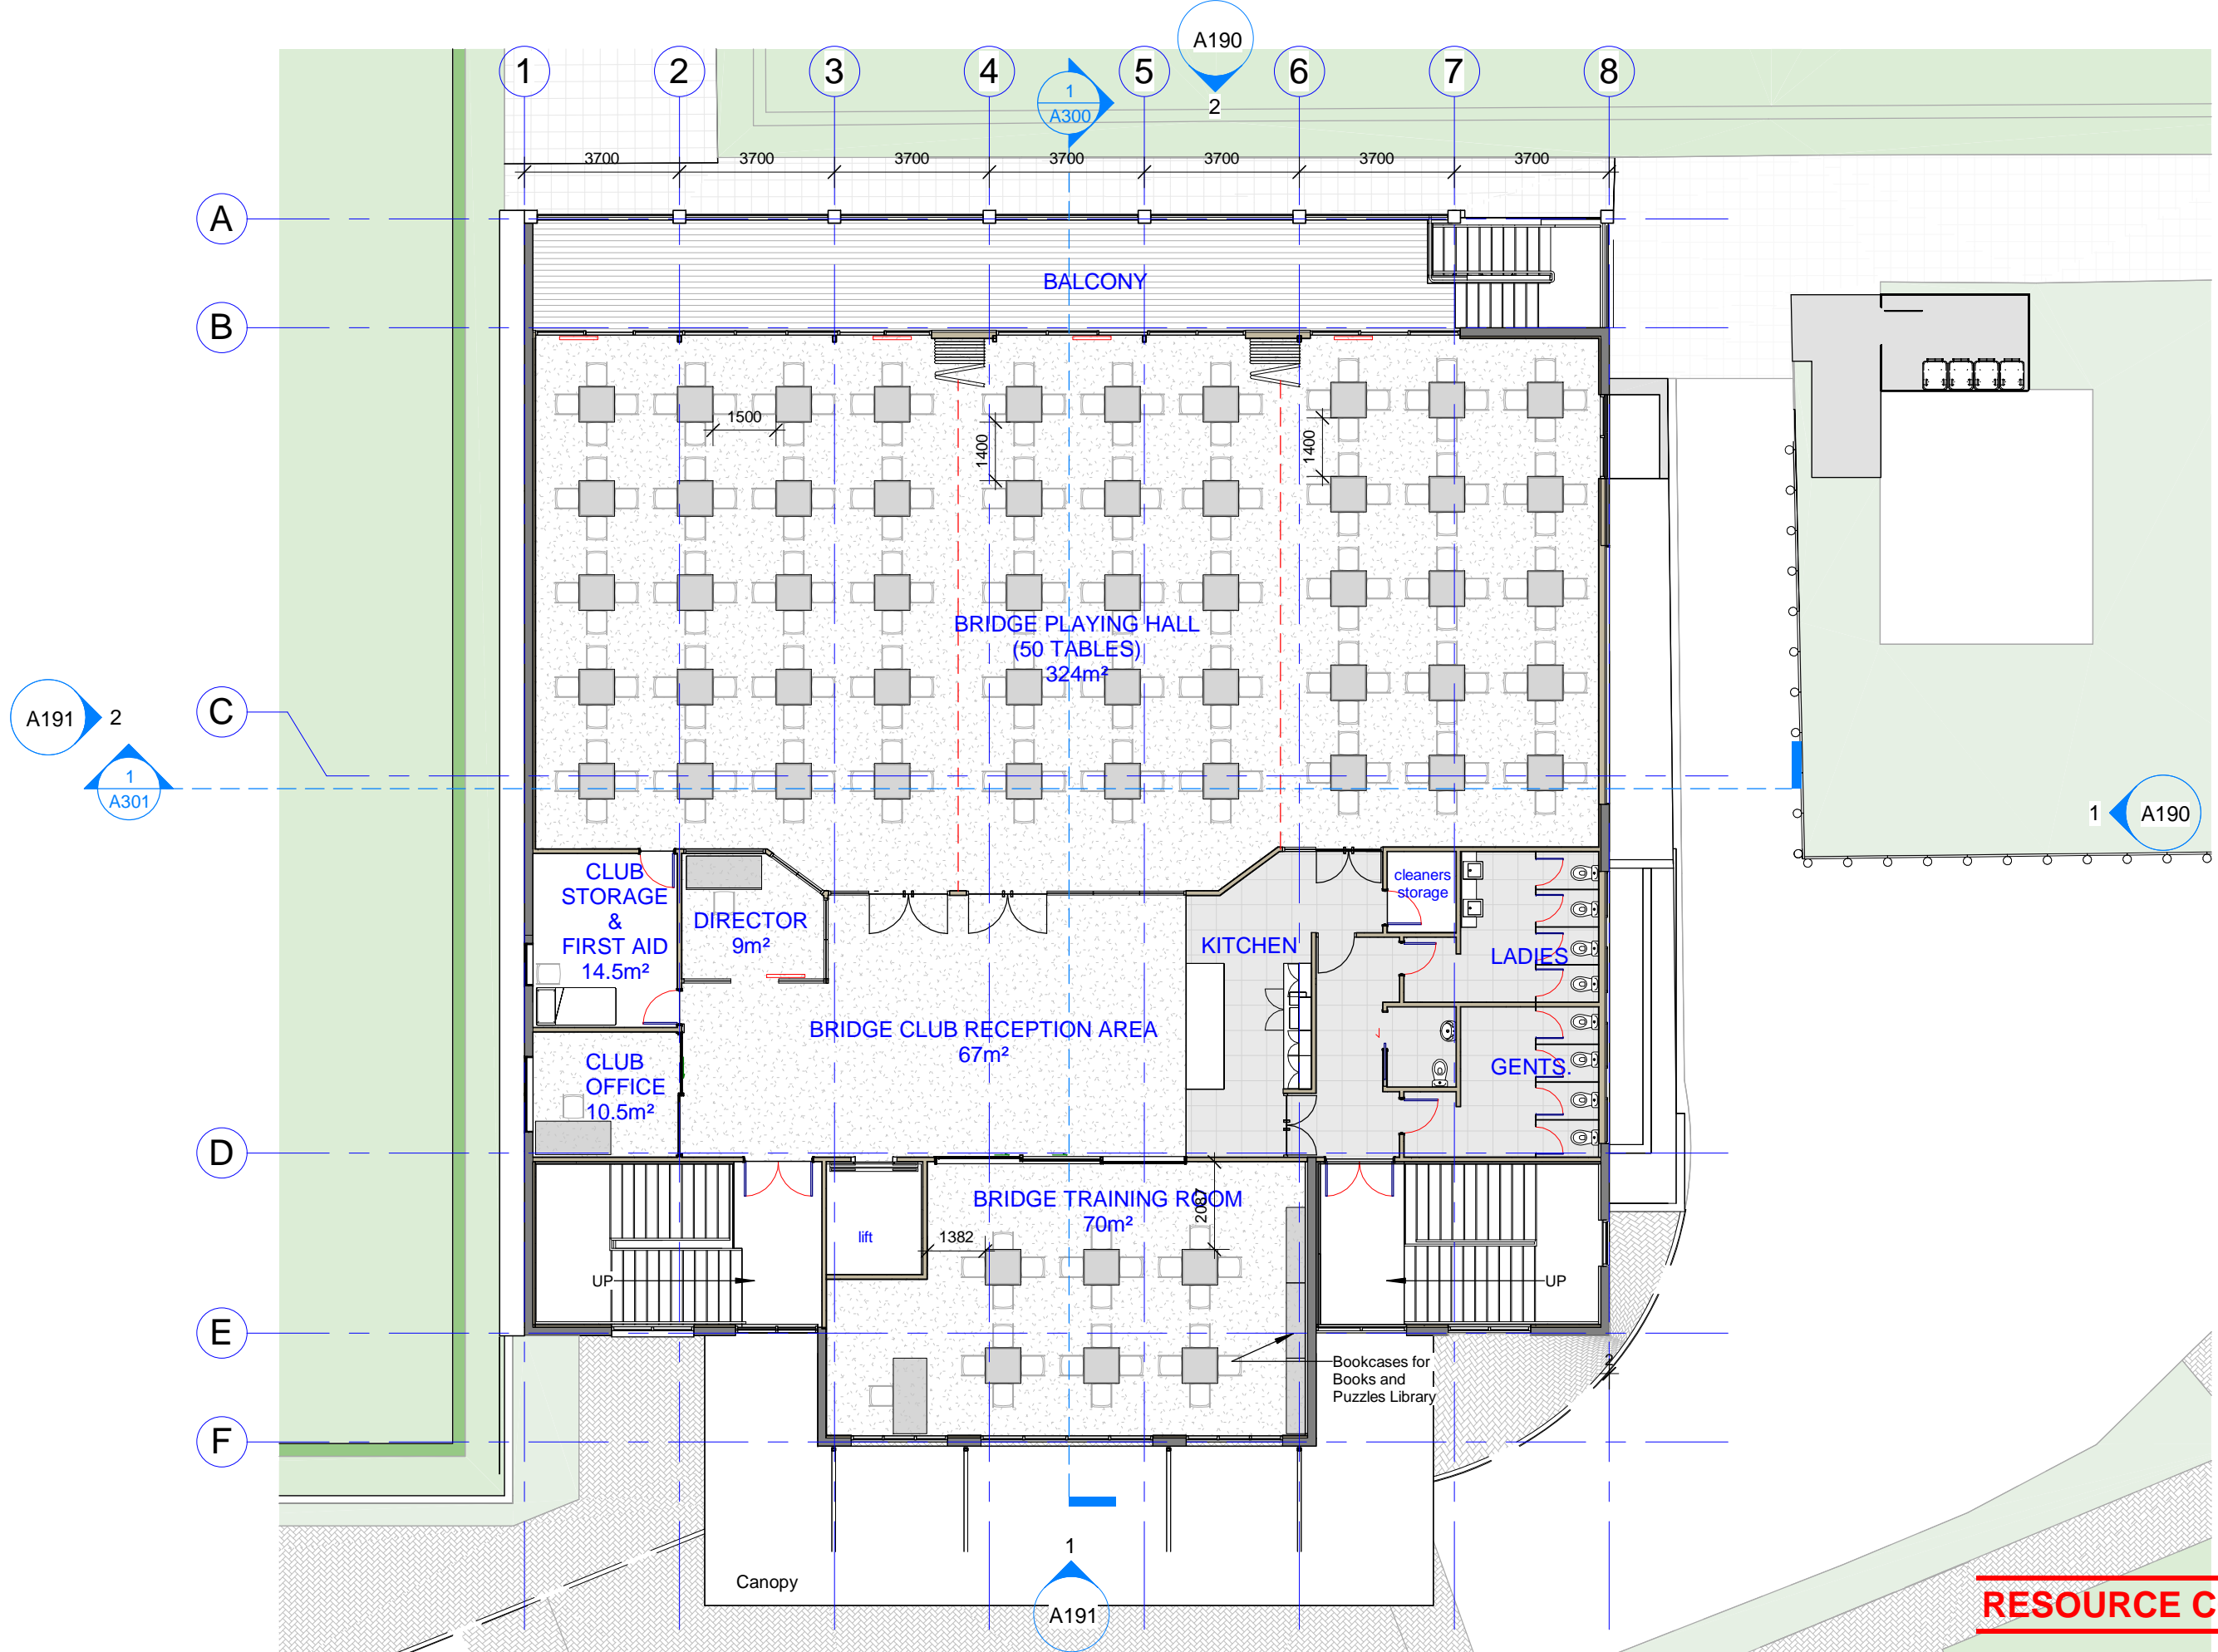 A190
2
1 2 3 4 5 6 7 8
1
A300
3700 3700 3700 3700 3700 3700 3700
A
BALCONY
B
1500
1400
1400
BRIDGE PLAYING HALL
(50 TABLES)
324m²
C
A191 2
1
A301
1 A190
CLUB
STORAGE
&
FIRST AID
14.5m²
DIRECTOR
9m²
cleaners
storage
KITCHEN
LADIES
BRIDGE CLUB RECEPTION AREA
67m²
CLUB
OFFICE
10.5m²
GENTS.
D
BRIDGE TRAINING ROOM
70m²
2087
lift
1382
UP
UP
E
Bookcases for
Books and
Puzzles Library
2
F
1
A191
Canopy
RESOURCE C